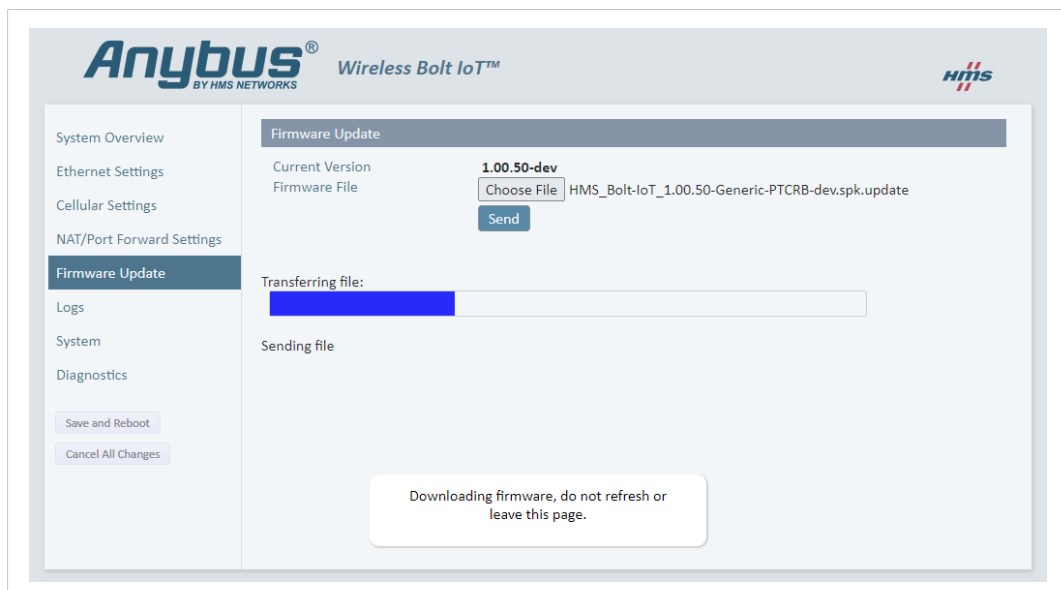 Anybus®
BY HMS NETWORKS
Wireless Bolt IoT™
HMS
System Overview
Ethernet Settings
Cellular Settings
NAT/Port Forward Settings
Firmware Update
Logs
System
Diagnostics
Save and Reboot
Cancel All Changes
Firmware Update
Current Version 1.00.50-dev
Firmware File Choose File HMS_Bolt-IoT_1.00.50-Generic-PTCRB-dev.spk.update
Send
Transferring file:
Sending file
Downloading firmware, do not refresh or
leave this page.